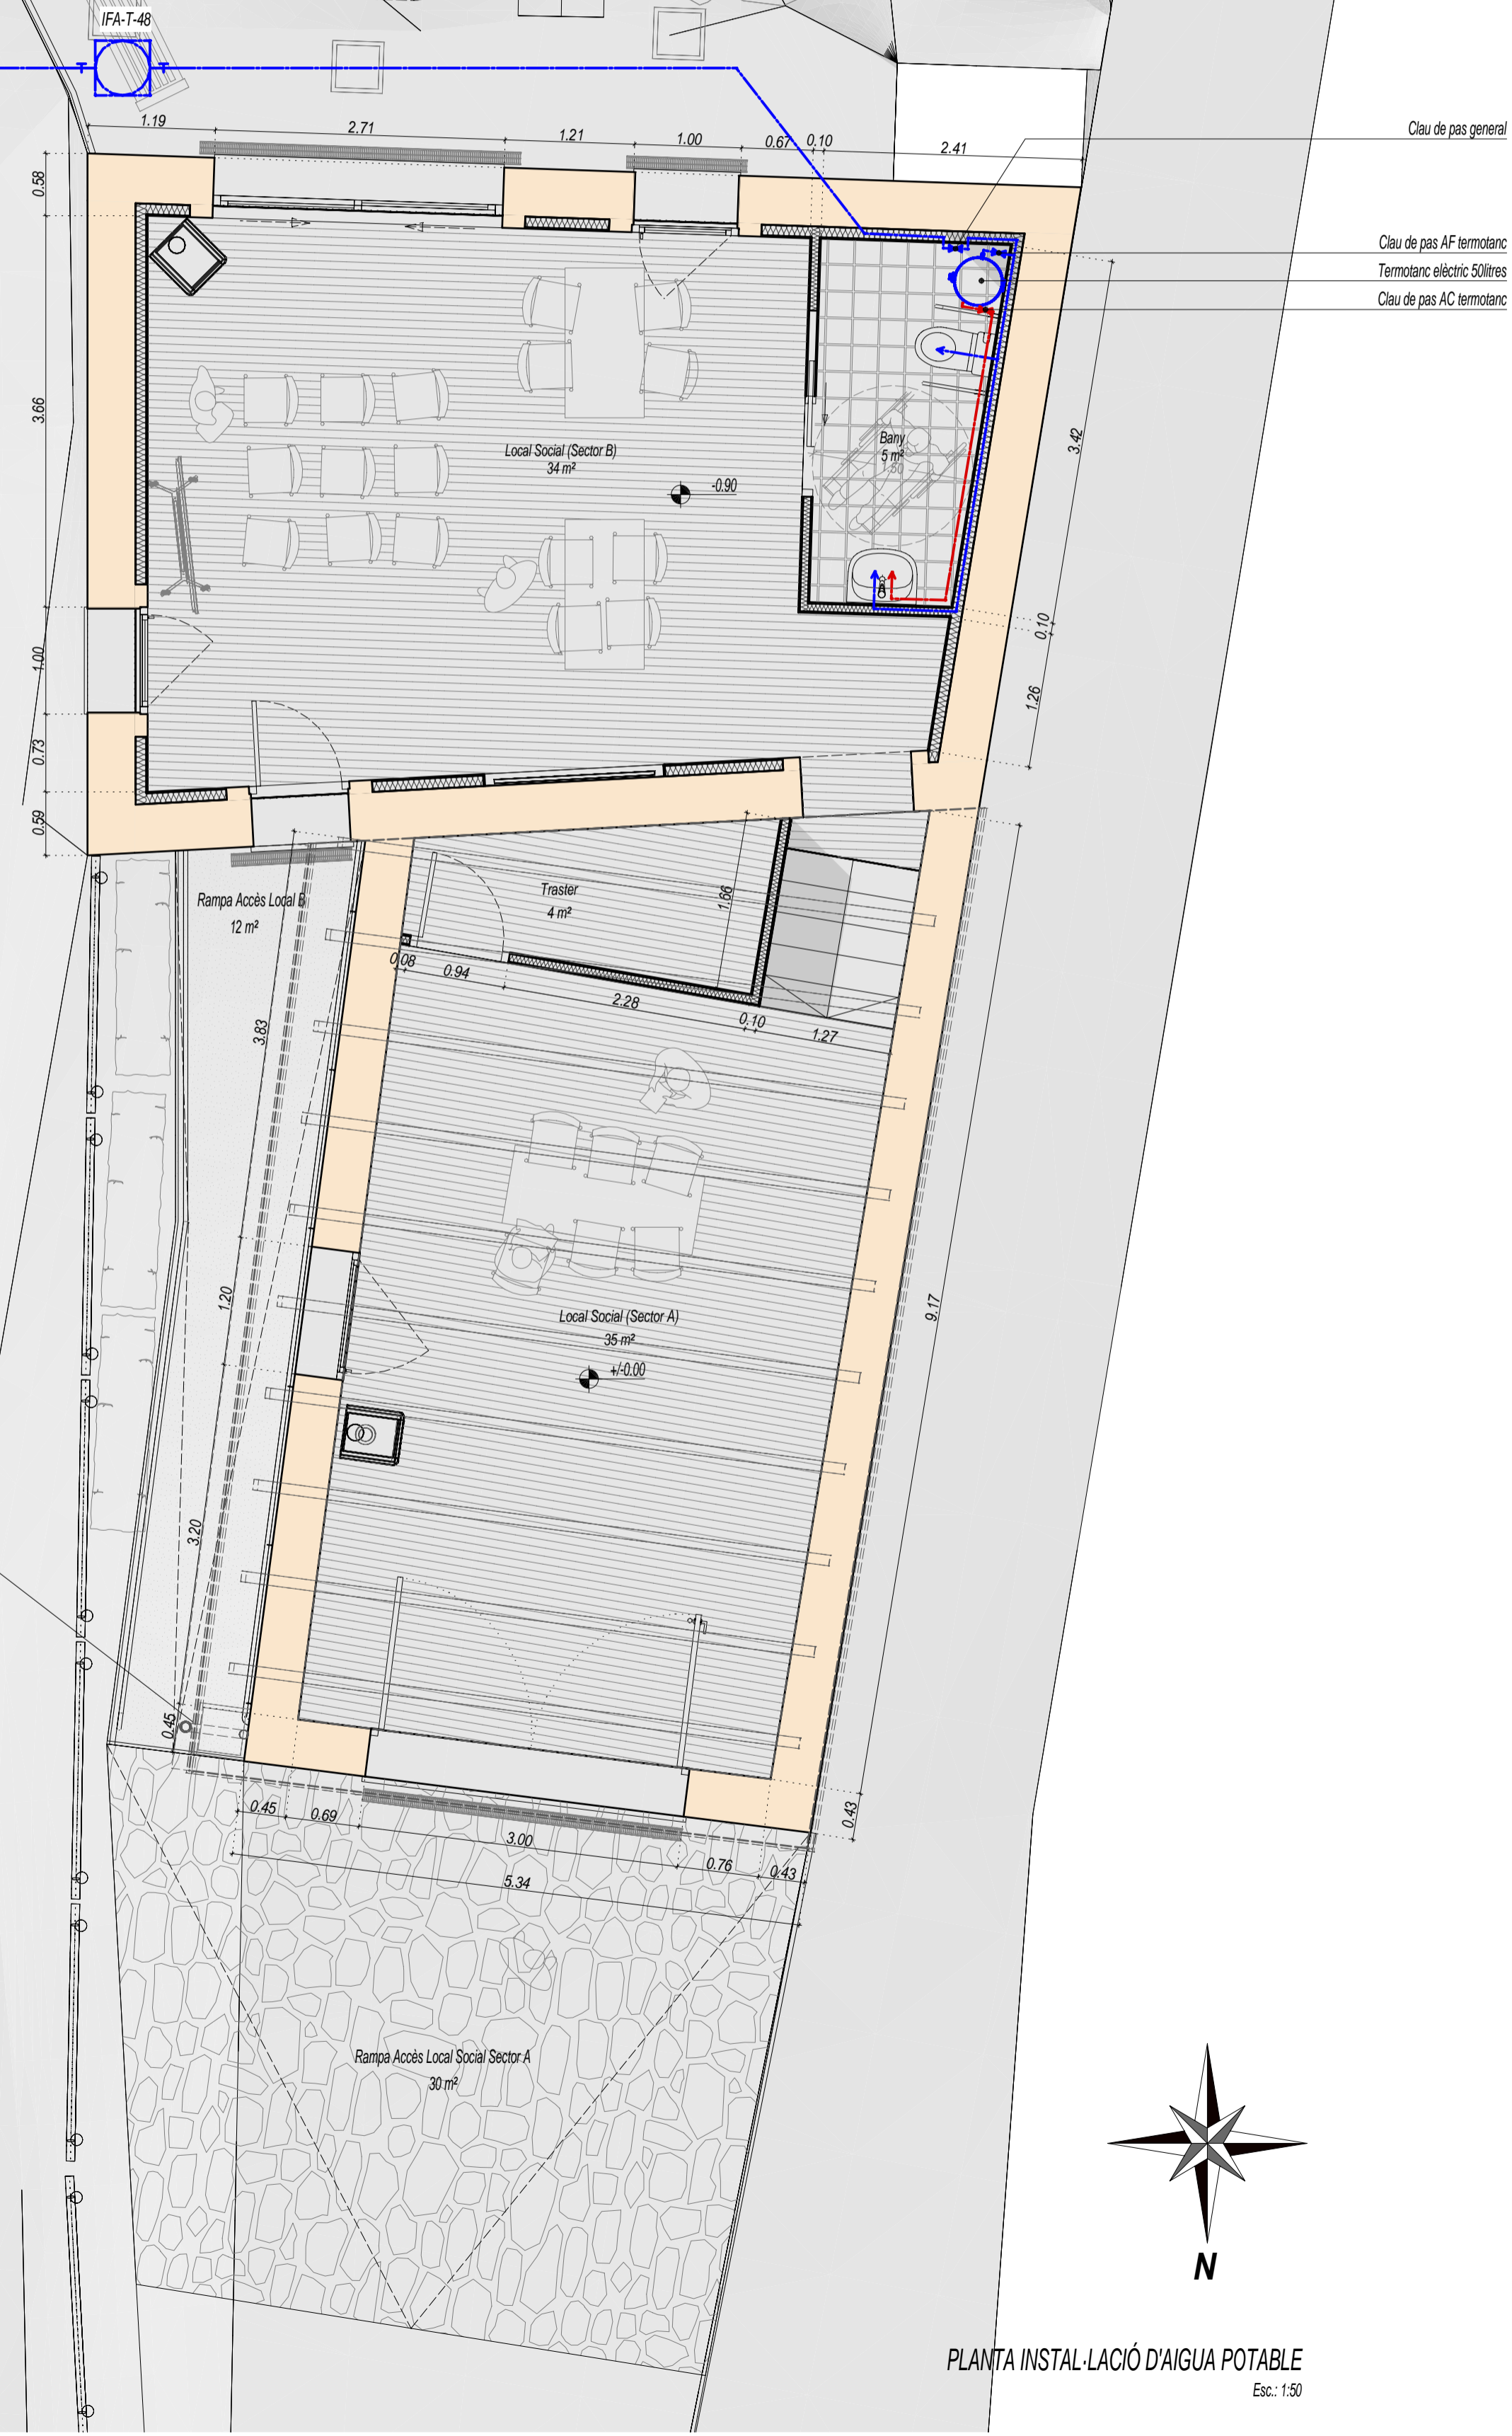 IFA-T-48
1.19
2.71
1.21
1.00
0.67
0.10
2.41
Clau de pas general
Clau de pas AF termotanc
Termotanc elèctric 50litres
Clau de pas AC termotanc
0.58
3.66
1.00
0.73
0.59
Local Social (Sector B)
34 m²
-0.90
Bany
5 m²
1.50
3.42
0.10
1.26
Rampa Accès Local B
12 m²
Traster
4 m²
1.66
0.08
0.94
2.28
0.10
1.27
3.83
1.20
3.20
0.45
9.17
Local Social (Sector A)
35 m²
+/-0.00
0.45
0.69
3.00
0.76
0.43
0.43
5.34
Rampa Accès Local Social Sector A
30 m²
N
PLANTA INSTAL·LACIÓ D'AIGUA POTABLE
Esc.: 1:50